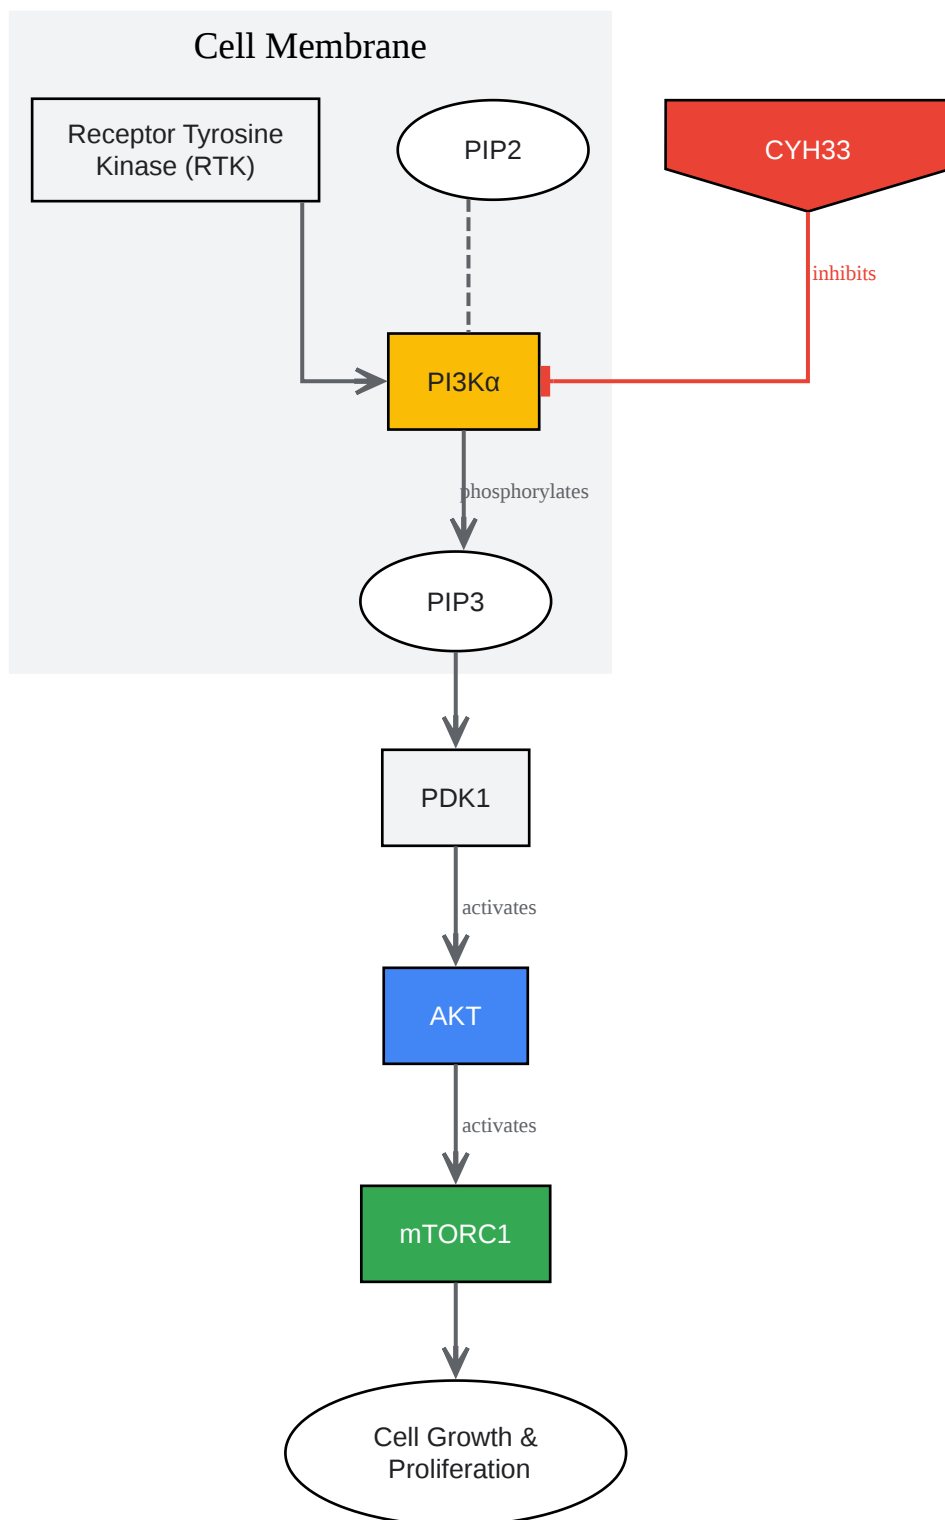 Cell Membrane
Receptor Tyrosine
Kinase (RTK)
PIP2
CYH33
inhibits
PI3Kα
phosphorylates
PIP3
PDK1
activates
AKT
activates
mTORC1
Cell Growth &
Proliferation